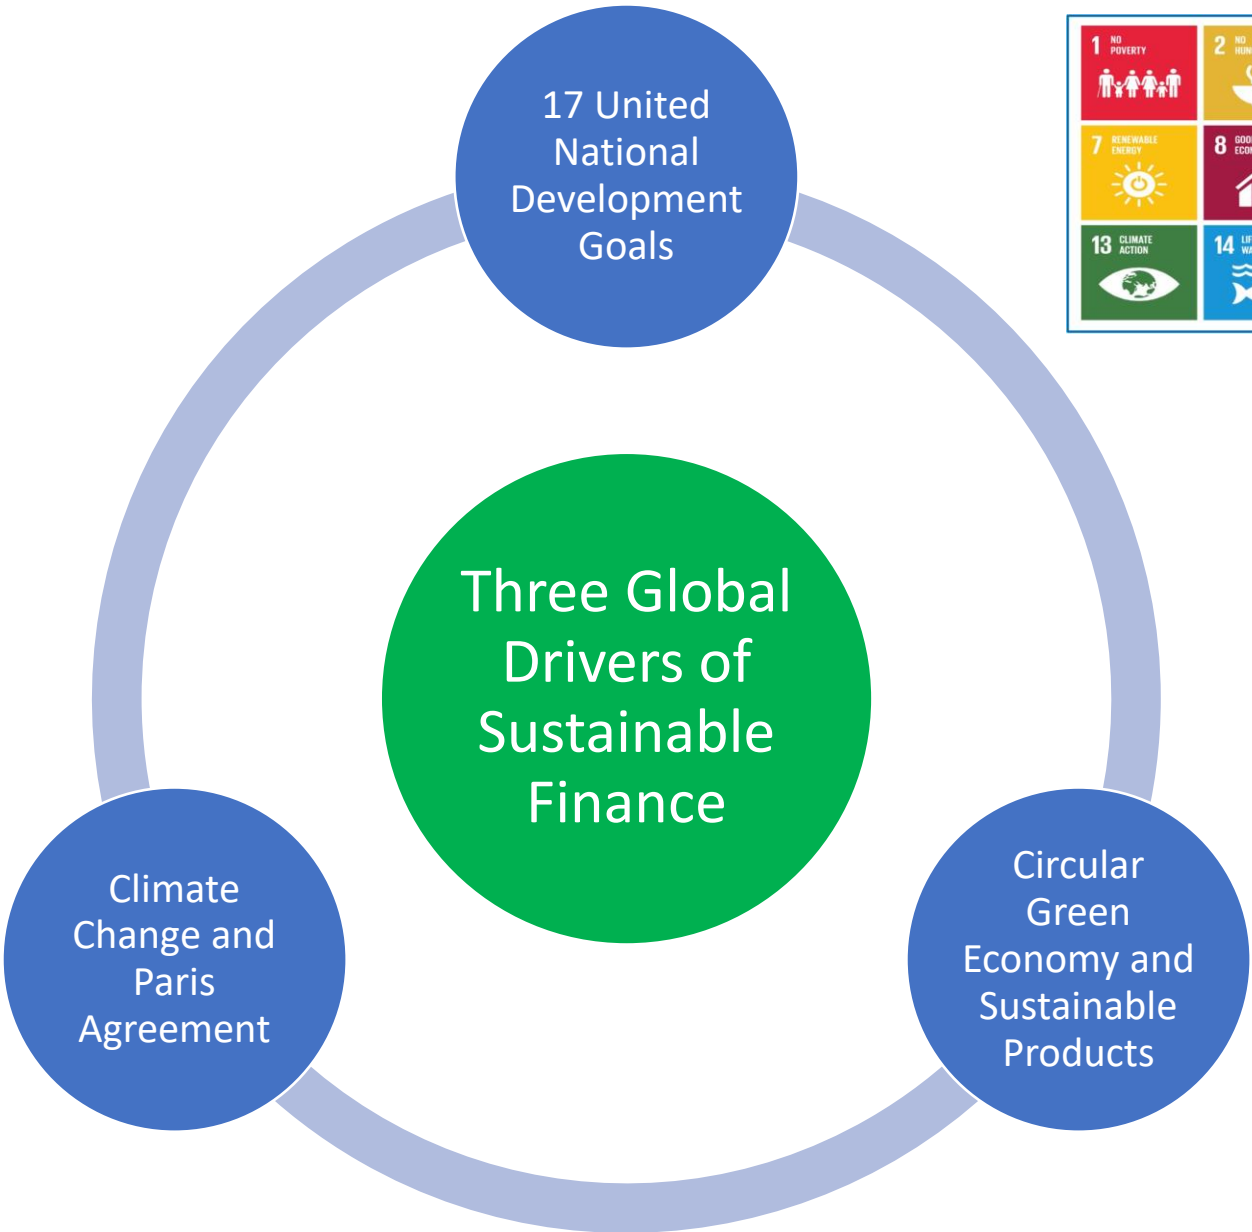 17 United
National
Development
Goals
1 NO
POVERTY
2 NO
7 RENEWABLE
ENERGY
8
13 CLIMATE
ACTION
14
Three Global
Drivers of
Sustainable
Finance
Climate
Change and
Paris
Agreement
Circular
Green
Economy and
Sustainable
Products